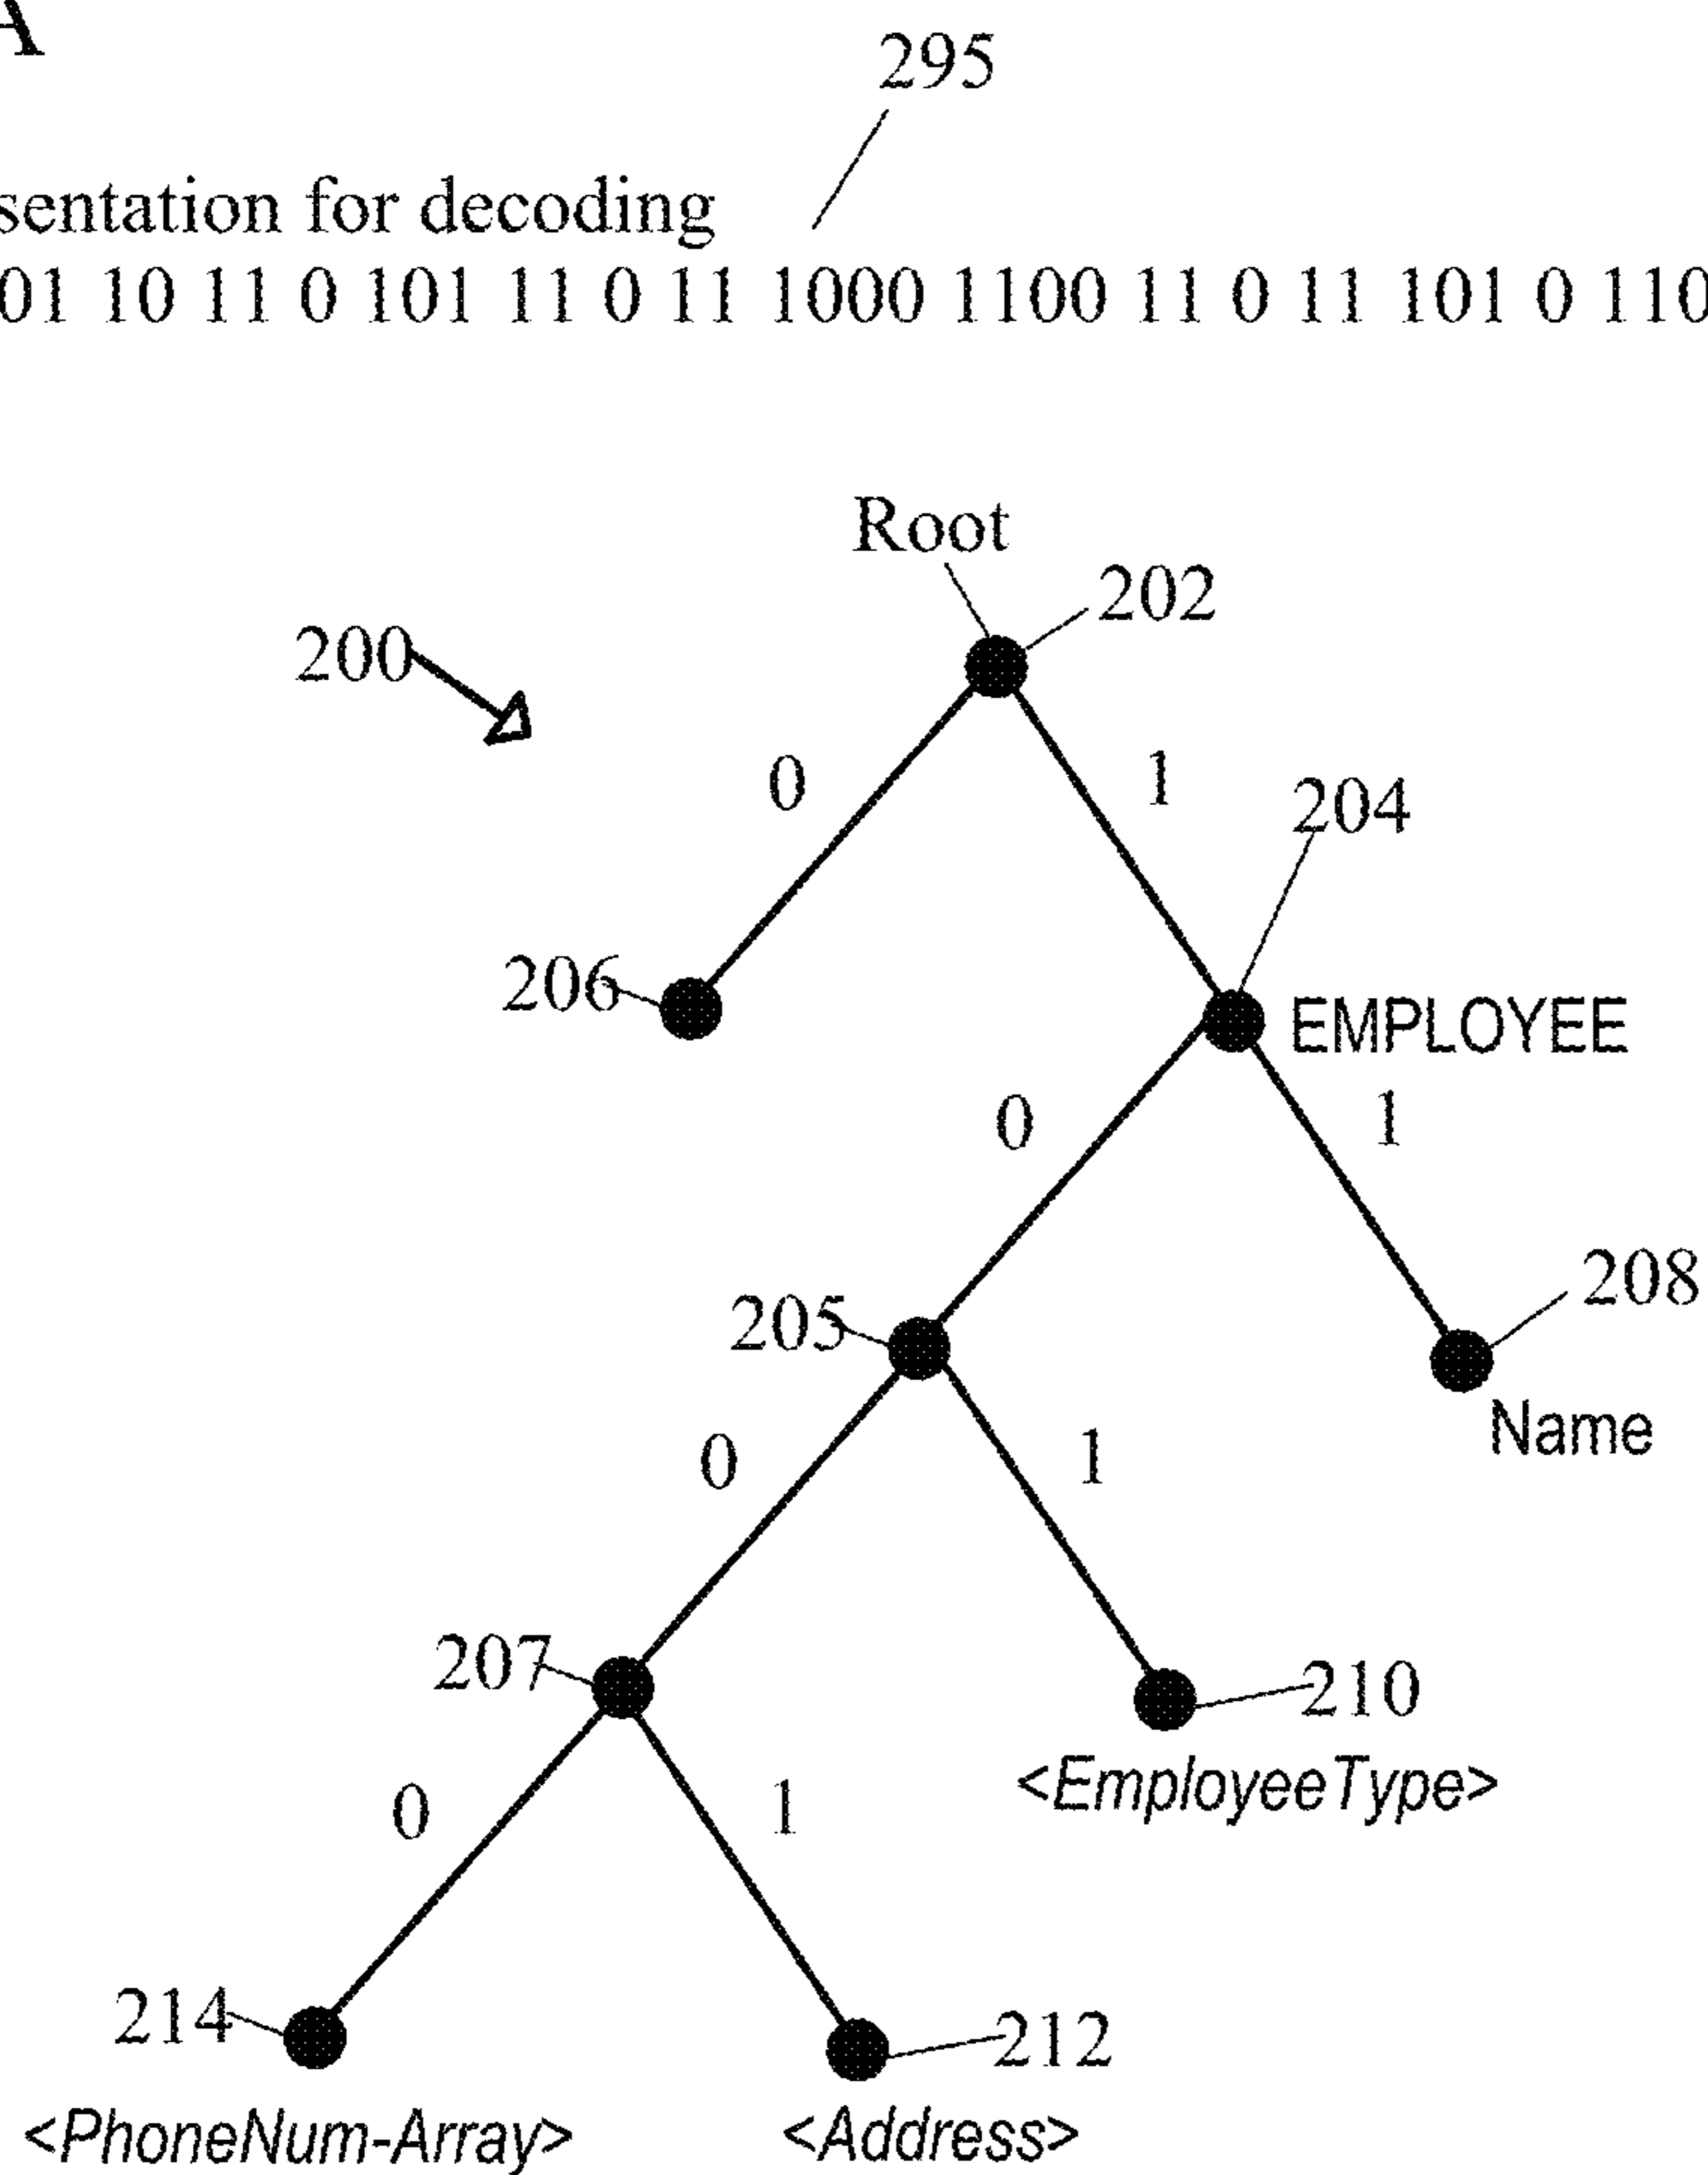 A
295
sentation for decoding
01 10 11 0 101 11 0 11 1000 1100 11 0 11 101 0 110
Root
202
200
0
1
204
206
EMPLOYEE
0
1
205
208
Name
0
1
207
210
<EmployeeType>
0
1
214
212
<PhoneNum-Array>
<Address>